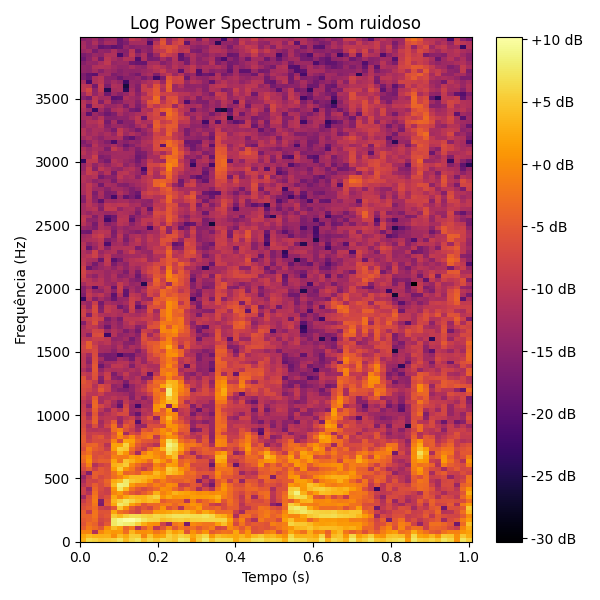 Log Power Spectrum - Som ruidoso
Frequência (Hz)
3500
3000
2500
2000
1500
1000
500
0
0.0 0.2 0.4 0.6 0.8 1.0
Tempo (s)
+10 dB
+5 dB
+0 dB
-5 dB
-10 dB
-15 dB
-20 dB
-25 dB
-30 dB